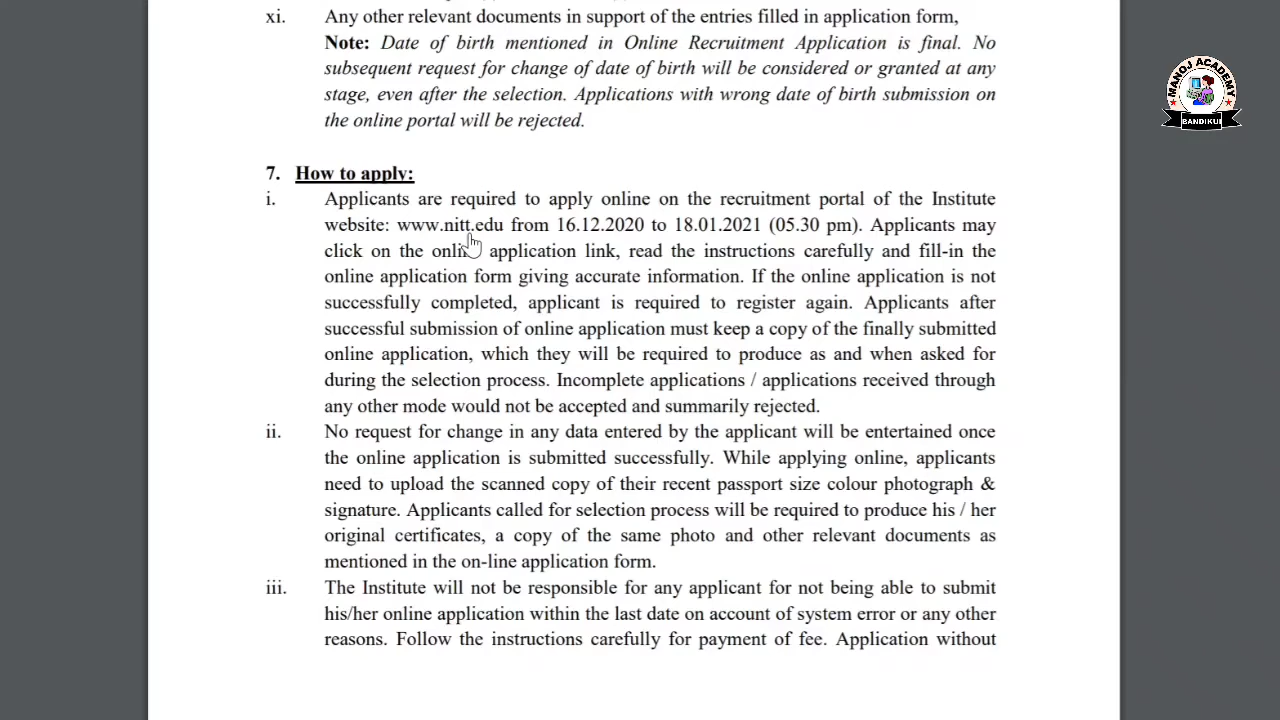 xi. Any other relevant documents in support of the entries filled in application form,
Note: Date of birth mentioned in Online Recruitment Application is final. No
subsequent request for change of date of birth will be considered or granted at any
stage, even after the selection. Applications with wrong date of birth submission on
the online portal will be rejected.
7. How to apply:
i. Applicants are required to apply online on the recruitment portal of the Institute
website: www.nitt.edu from 16.12.2020 to 18.01.2021 (05.30 pm). Applicants may
click on the online application link, read the instructions carefully and fill-in the
online application form giving accurate information. If the online application is not
successfully completed, applicant is required to register again. Applicants after
successful submission of online application must keep a copy of the finally submitted
online application, which they will be required to produce as and when asked for
during the selection process. Incomplete applications / applications received through
any other mode would not be accepted and summarily rejected.
ii. No request for change in any data entered by the applicant will be entertained once
the online application is submitted successfully. While applying online, applicants
need to upload the scanned copy of their recent passport size colour photograph &
signature. Applicants called for selection process will be required to produce his / her
original certificates, a copy of the same photo and other relevant documents as
mentioned in the on-line application form.
iii. The Institute will not be responsible for any applicant for not being able to submit
his/her online application within the last date on account of system error or any other
reasons. Follow the instructions carefully for payment of fee. Application without
MANOJ ACADEMY
BANDIKUI